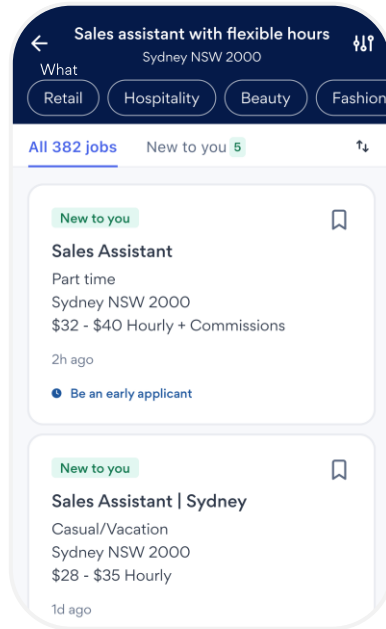 Sales assistant with flexible hours
Sydney NSW 2000
What
Retail Hospitality Beauty Fashion
All 382 jobs New to you 5
New to you
Sales Assistant
Part time
Sydney NSW 2000
$32 - $40 Hourly + Commissions
2h ago
Be an early applicant
New to you
Sales Assistant | Sydney
Casual/Vacation
Sydney NSW 2000
$28 - $35 Hourly
1d ago